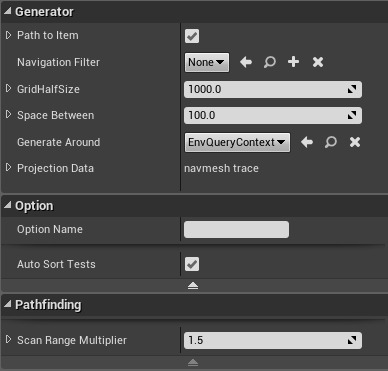 Generator
Path to Item
Navigation Filter None
GridHalfSize 1000.0
Space Between 100.0
Generate Around EnvQueryContext
Projection Data navmesh trace
Option
Option Name
Auto Sort Tests
Pathfinding
Scan Range Multiplier 1.5